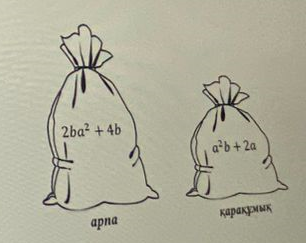 2ba² + 4b
a²b + 2a
арпа
қарақұмық